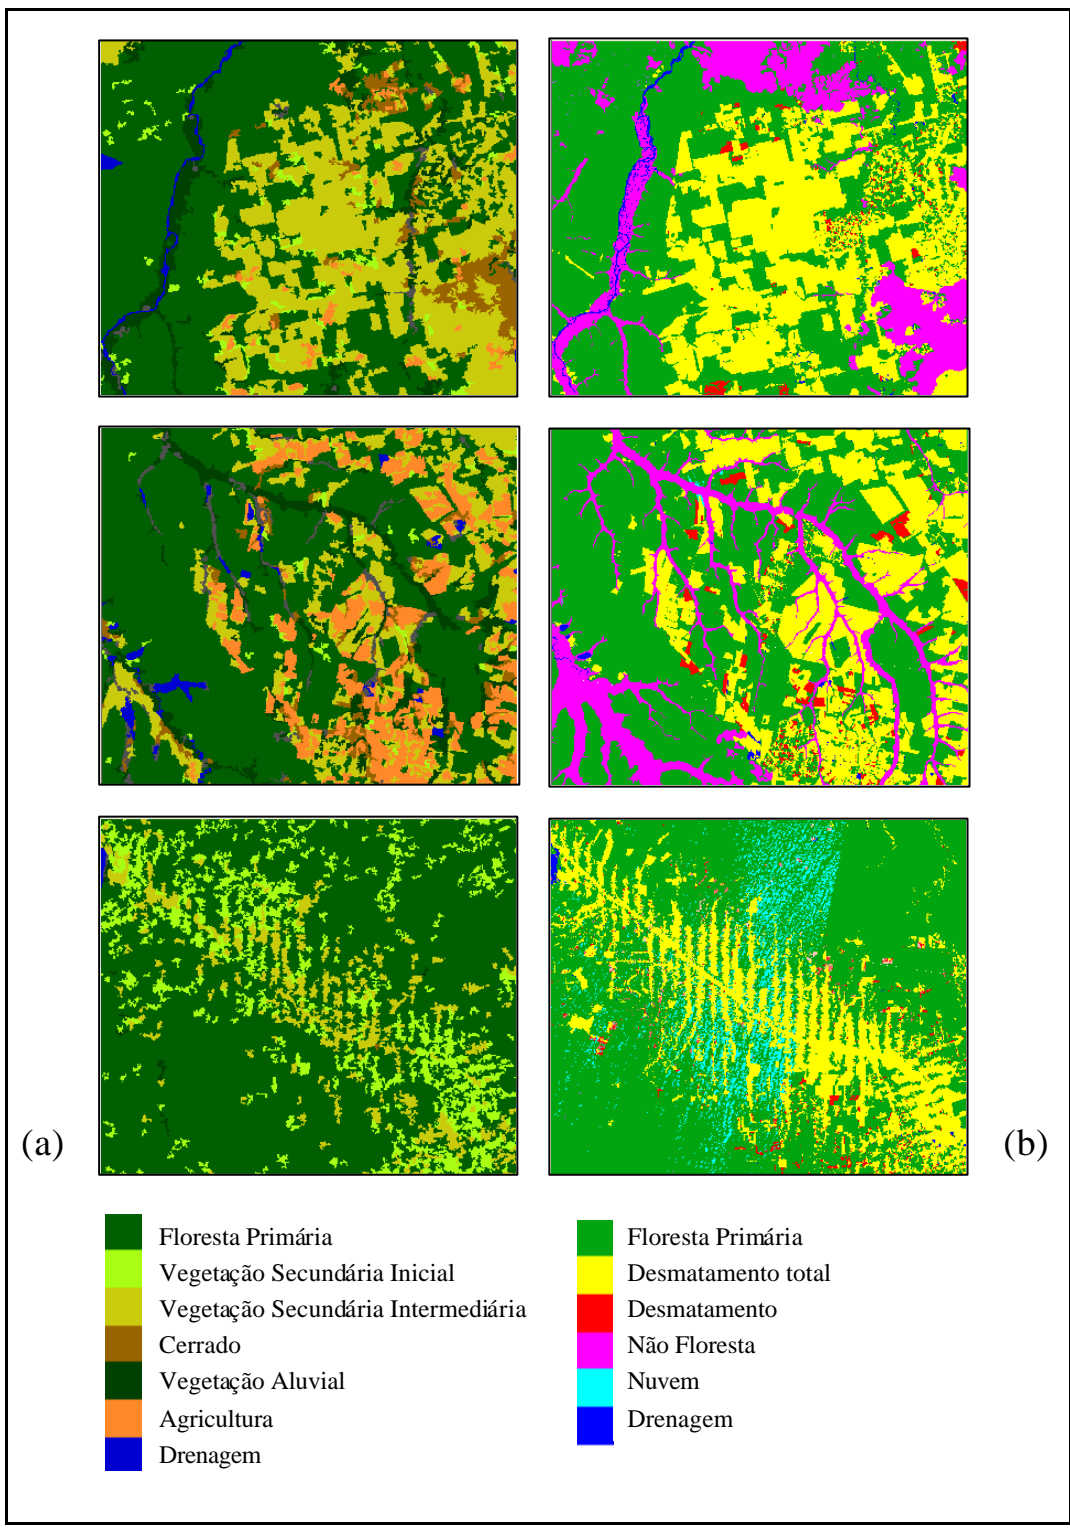 (a)
(b)
Floresta Primária
Vegetação Secundária Inicial
Vegetação Secundária Intermediária
Cerrado
Vegetação Aluvial
Agricultura
Drenagem
Floresta Primária
Desmatamento total
Desmatamento
Não Floresta
Nuvem
Drenagem